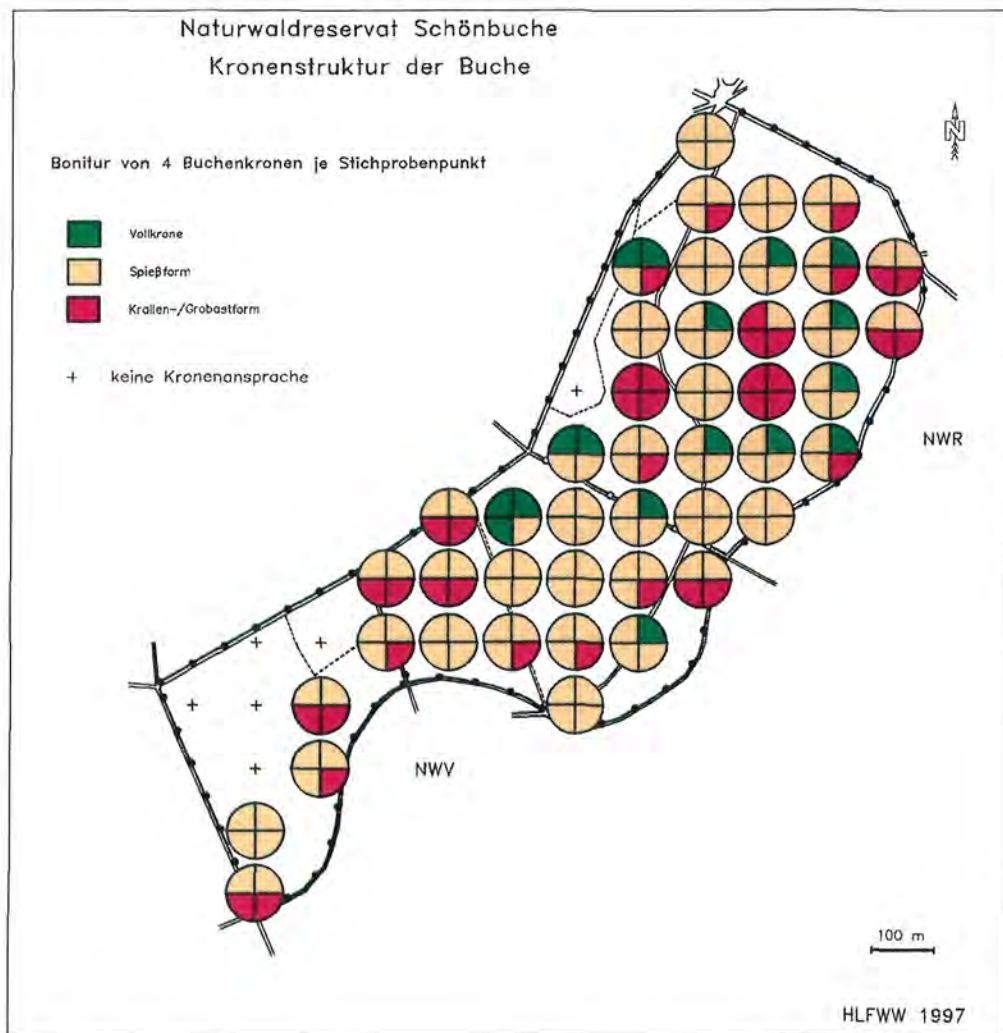 Naturwaldreservat Schönbuche
Kronenstruktur der Buche
N
Bonitur von 4 Buchenkronen je Stichprobenpunkt
Vollkrone
Spießform
Krallen-/Grobastform
+ keine Kronenansprache
NWR
NWV
100 m
HLFWW 1997